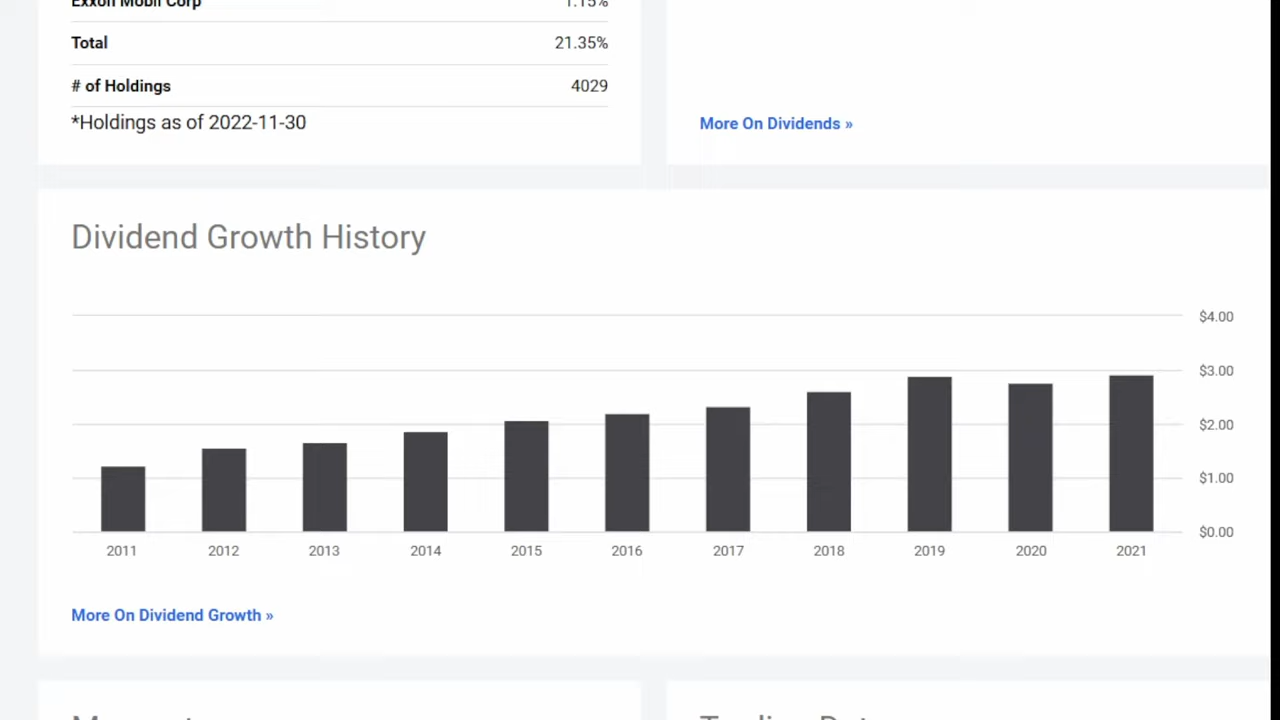 Exxon Mobil Corp 1.15%
Total 21.35%
# of Holdings 4029
*Holdings as of 2022-11-30
More On Dividends »
Dividend Growth History
$4.00
$3.00
$2.00
$1.00
$0.00
2011 2012 2013 2014 2015 2016 2017 2018 2019 2020 2021
More On Dividend Growth »